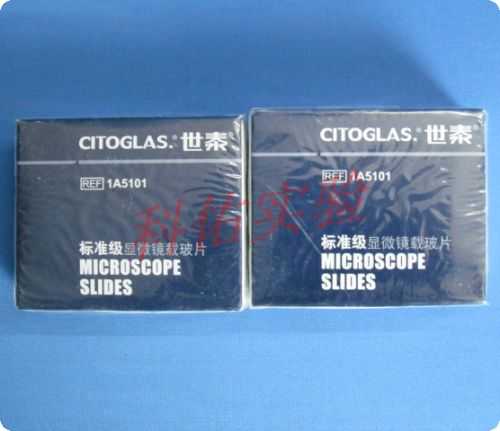 CITOGLAS.® 世泰
REF 1A5101
标准级显微镜载玻片
MICROSCOPE
SLIDES
CITOGLAS.® 世泰
REF 1A5101
标准级显微镜载玻片
MICROSCOPE
SLIDES
科佑实验